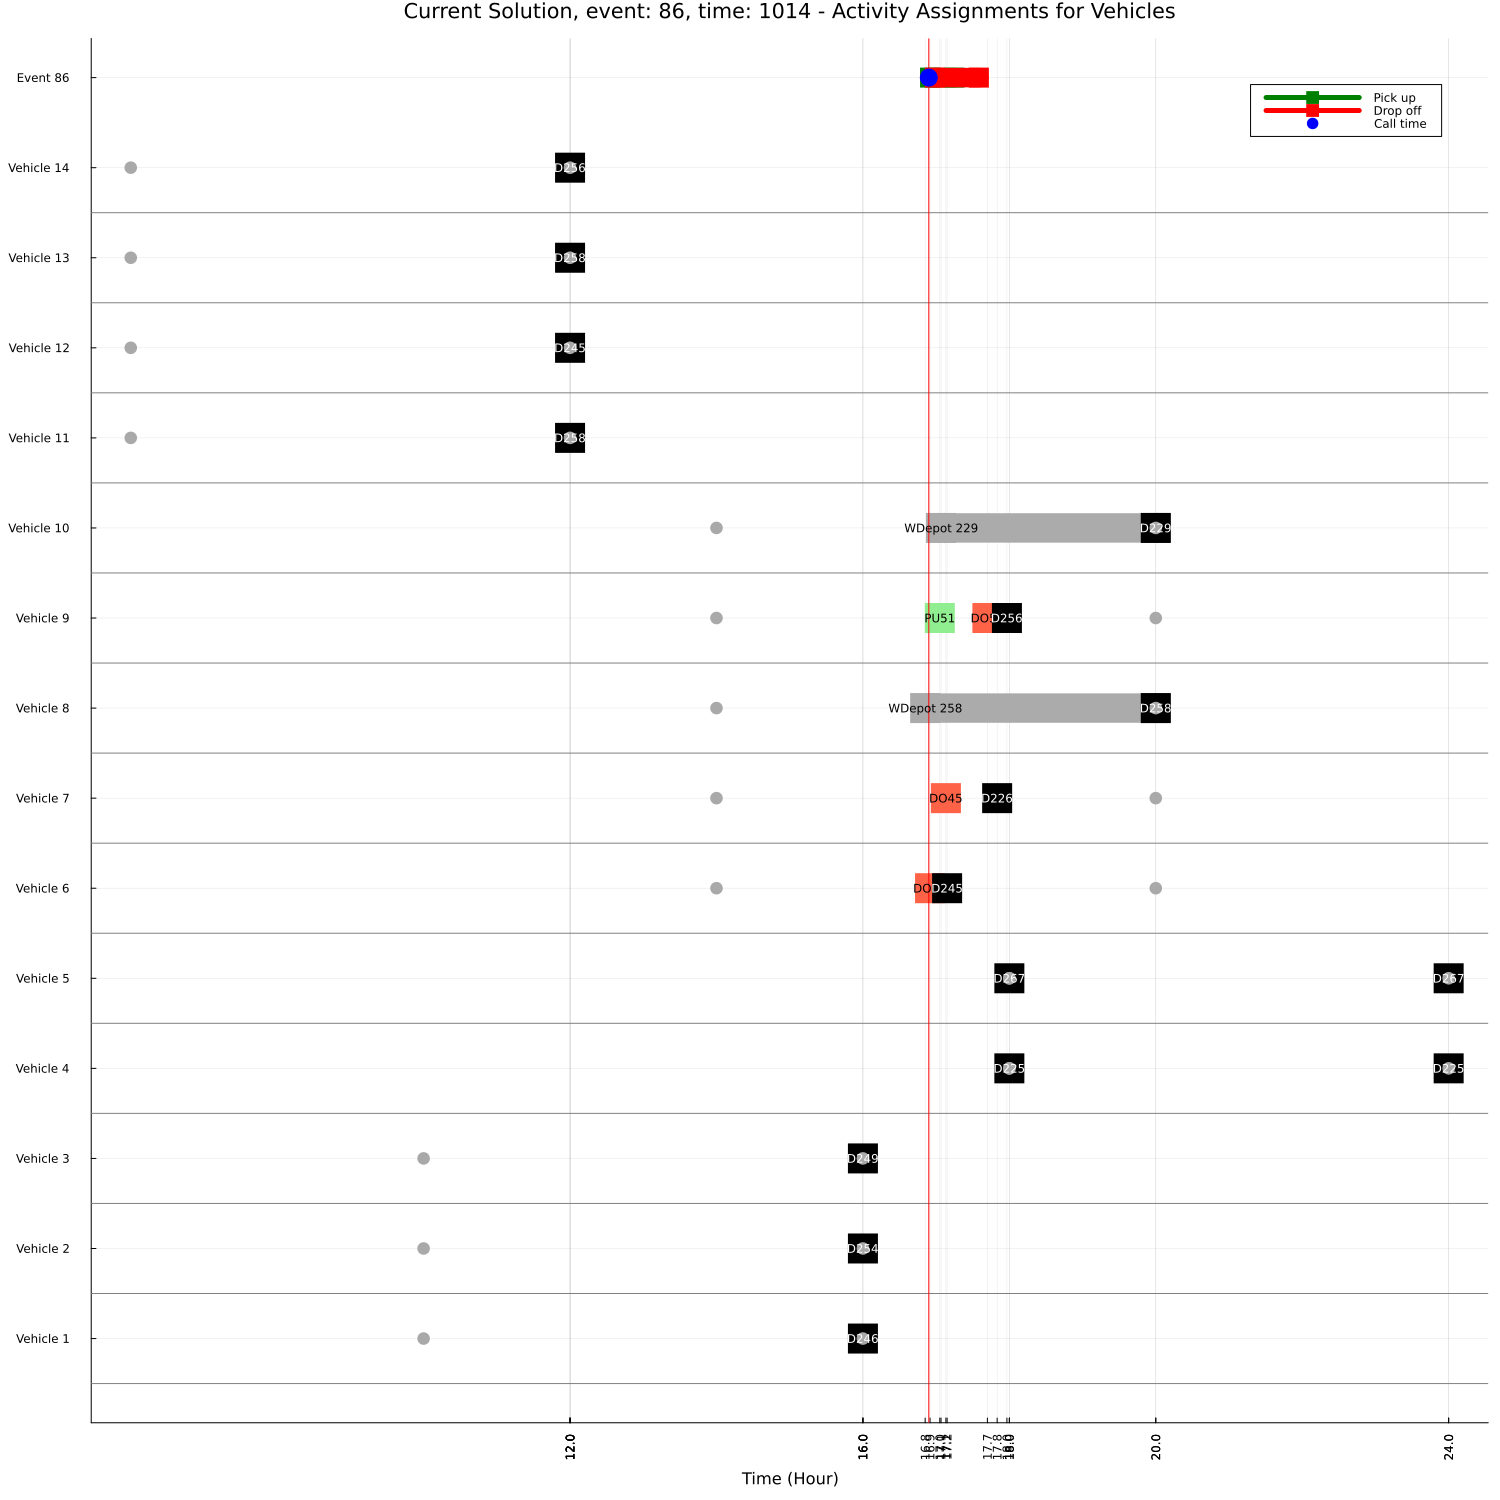 Current Solution, event: 86, time: 1014 - Activity Assignments for Vehicles
Event 86
Pick up
Drop off
Call time
Vehicle 14
D256
Vehicle 13
D258
Vehicle 12
D245
Vehicle 11
D258
Vehicle 10
WDepot 229
D229
Vehicle 9
PU51
D256
Vehicle 8
WDepot 258
D258
Vehicle 7
DO45
D226
Vehicle 6
D245
Vehicle 5
D267
D267
Vehicle 4
D225
D225
Vehicle 3
D249
Vehicle 2
D254
Vehicle 1
D246
12.0
16.0
17.7
17.8
20.0
24.0
Time (Hour)